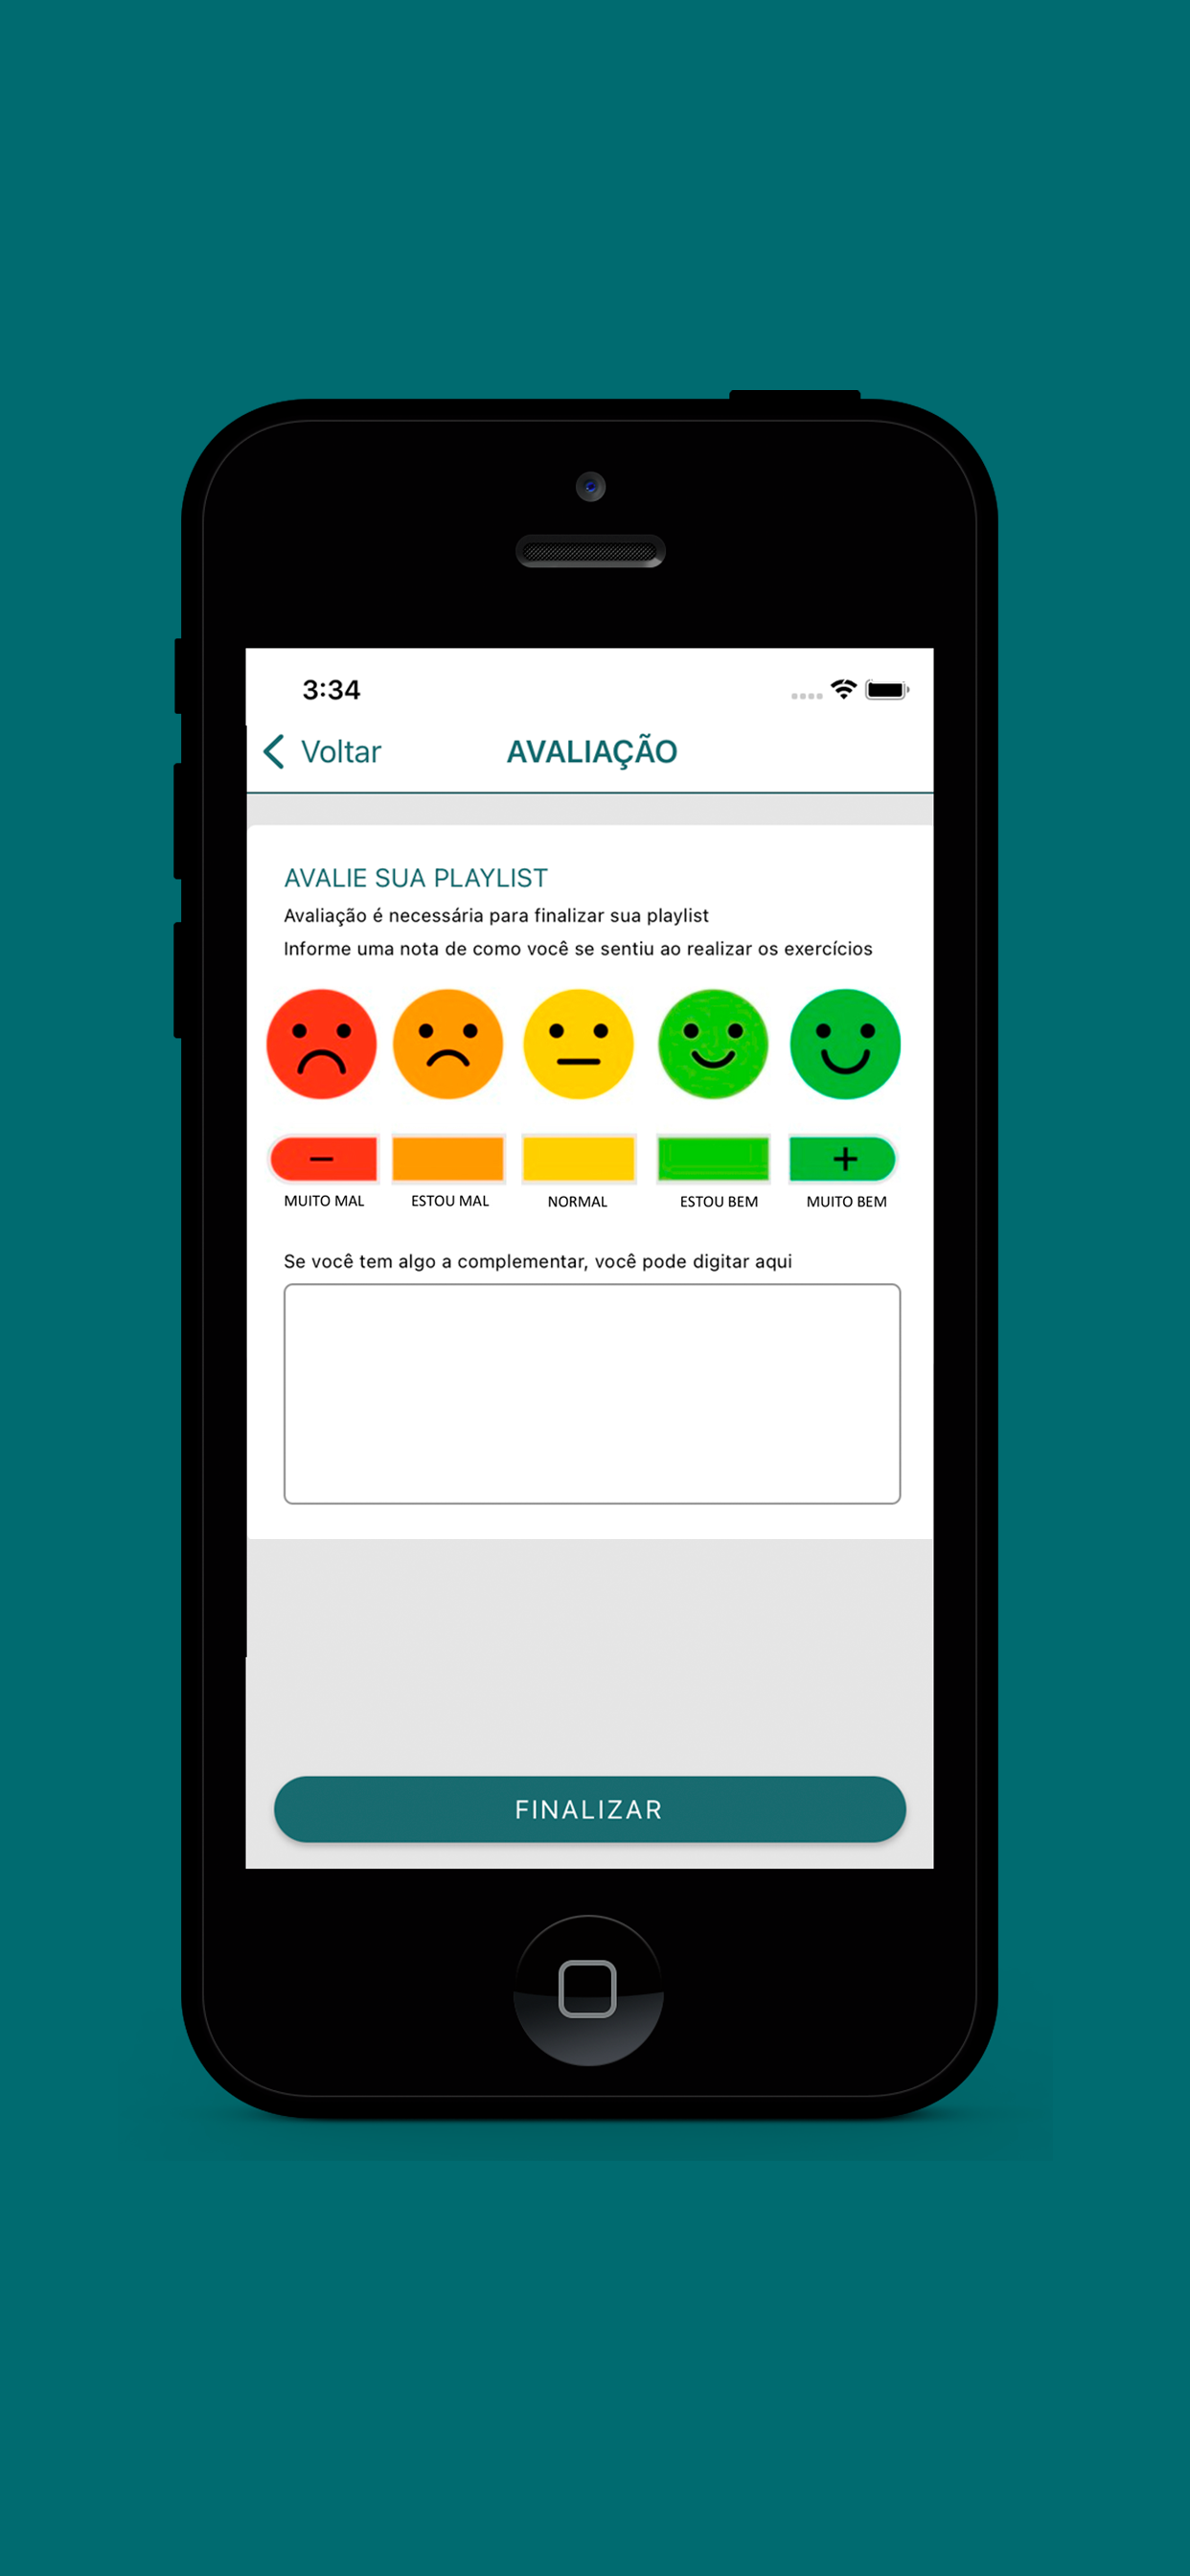 3:34
Voltar
AVALIAÇÃO
AVALIE SUA PLAYLIST
Avaliação é necessária para finalizar sua playlist
Informe uma nota de como você se sentiu ao realizar os exercícios
− +
MUITO MAL ESTOU MAL NORMAL ESTOU BEM MUITO BEM
Se você tem algo a complementar, você pode digitar aqui
FINALIZAR